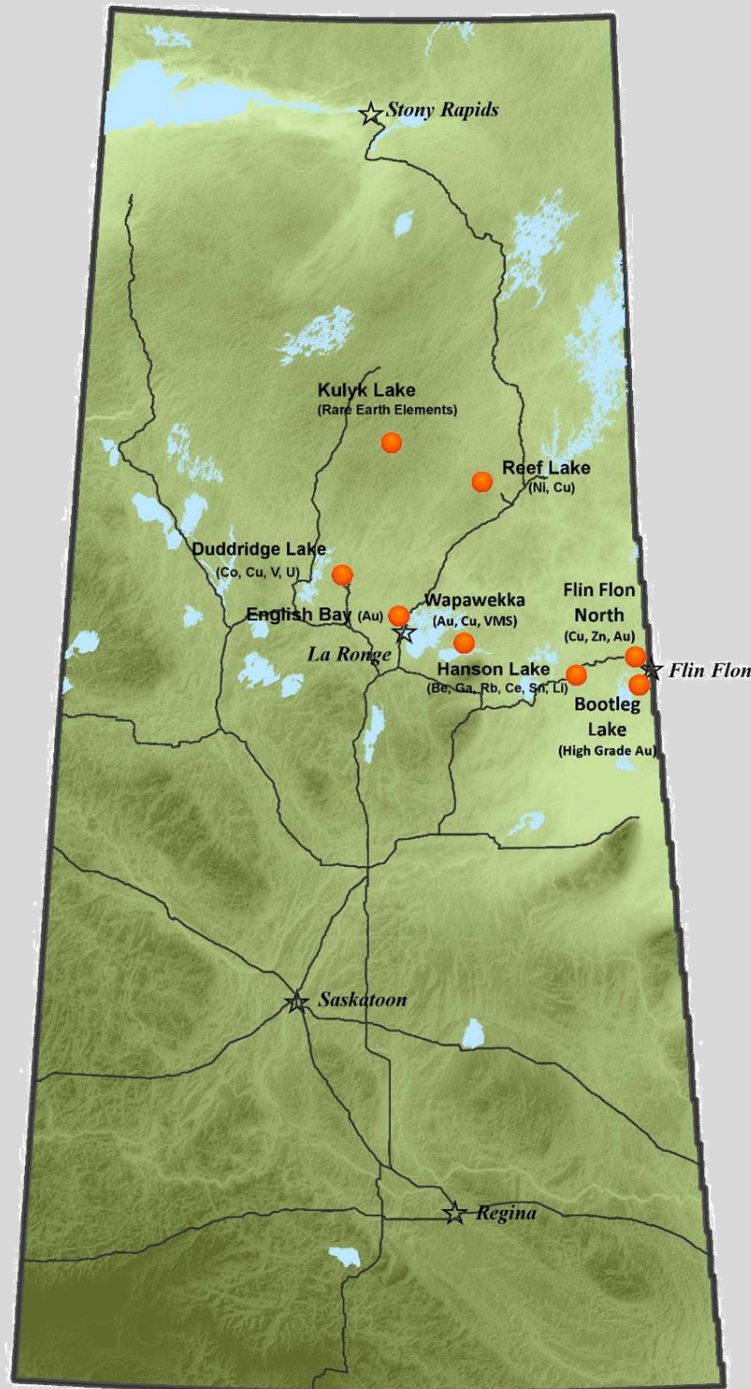 Stony Rapids
Kulyk Lake
(Rare Earth Elements)
Reef Lake
(Ni, Cu)
Duddridge Lake
(Co, Cu, V, U)
English Bay (Au)
Wapawekka
(Au, Cu, VMS)
Flin Flon
North
(Cu, Zn, Au)
La Ronge
Hanson Lake
(Be, Ga, Rb, Ce, Sn, Li)
Flin Flon
Bootleg
Lake
(High Grade Au)
Saskatoon
Regina